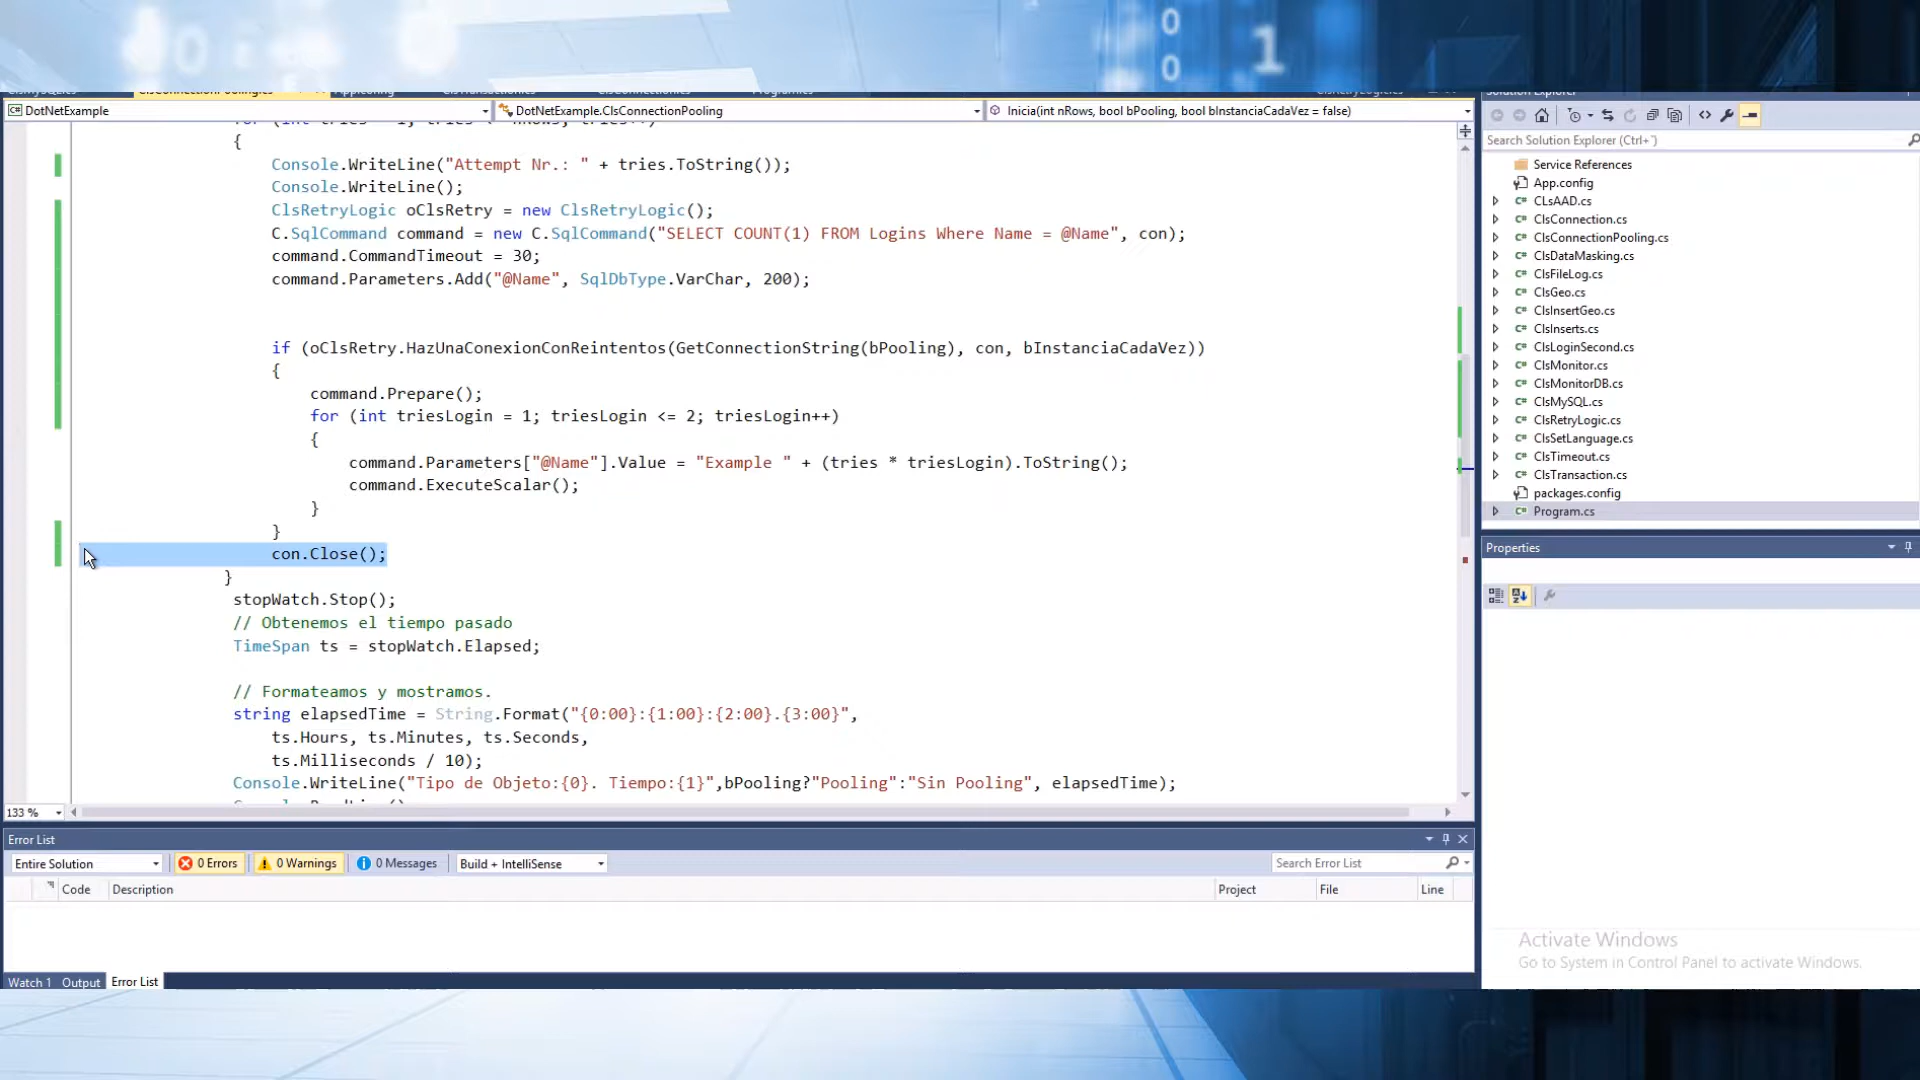 0
1
0
DotNetExample
DotNetExample.ClsConnectionPooling
Inicia(int nRows, bool bPooling, bool bInstanciaCadaVez = false)
{
Console.WriteLine("Attempt Nr.: " + tries.ToString());
Console.WriteLine();
ClsRetryLogic oClsRetry = new ClsRetryLogic();
C.SqlCommand command = new C.SqlCommand("SELECT COUNT(1) FROM Logins Where Name = @Name", con);
command.CommandTimeout = 30;
command.Parameters.Add("@Name", SqlDbType.VarChar, 200);
if (oClsRetry.HazUnaConexionConReintentos(GetConnectionString(bPooling), con, bInstanciaCadaVez))
{
command.Prepare();
for (int triesLogin = 1; triesLogin <= 2; triesLogin++)
{
command.Parameters["@Name"].Value = "Example " + (tries * triesLogin).ToString();
command.ExecuteScalar();
}
}
con.Close();
}
stopWatch.Stop();
// Obtenemos el tiempo pasado
TimeSpan ts = stopWatch.Elapsed;
// Formateamos y mostramos.
string elapsedTime = String.Format("{0:00}:{1:00}:{2:00}.{3:00}",
ts.Hours, ts.Minutes, ts.Seconds,
ts.Milliseconds / 10);
Console.WriteLine("Tipo de Objeto:{0}. Tiempo:{1}",bPooling?"Pooling":"Sin Pooling", elapsedTime);
133 %
Error List
Entire Solution
0 Errors
0 Warnings
0 Messages
Build + IntelliSense
Search Error List
Code
Description
Project
File
Line
Watch 1
Output
Error List
Solution Explorer
Search Solution Explorer (Ctrl+')
Service References
App.config
CLsAAD.cs
ClsConnection.cs
ClsConnectionPooling.cs
ClsDataMasking.cs
ClsFileLog.cs
ClsGeo.cs
ClsInsertGeo.cs
ClsInserts.cs
ClsLoginSecond.cs
ClsMonitor.cs
ClsMonitorDB.cs
ClsMySQL.cs
ClsRetryLogic.cs
ClsSetLanguage.cs
ClsTimeout.cs
ClsTransaction.cs
packages.config
Program.cs
Properties
Activate Windows
Go to System in Control Panel to activate Windows.